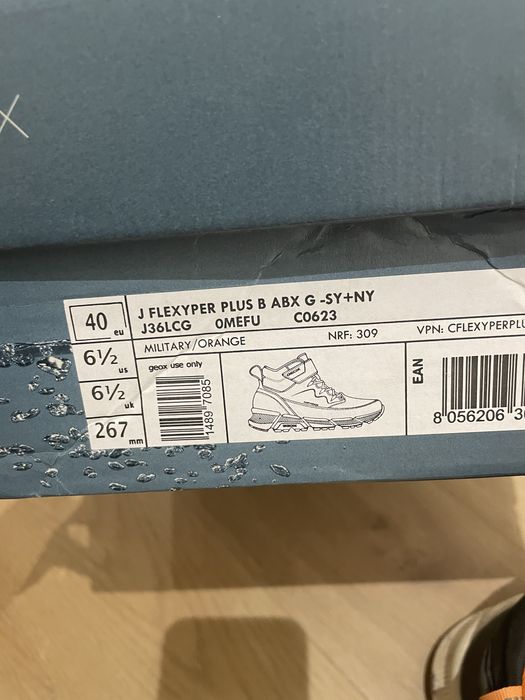 X
40 eu
J FLEXYPER PLUS B ABX G -SY+NY
J36LCG 0MEFU C0623
MILITARY/ORANGE NRF: 309 VPN: CFLEXYPERPLU
6½ us
6½ uk
267 mm
geox use only
1489 7085
EAN
8 056206